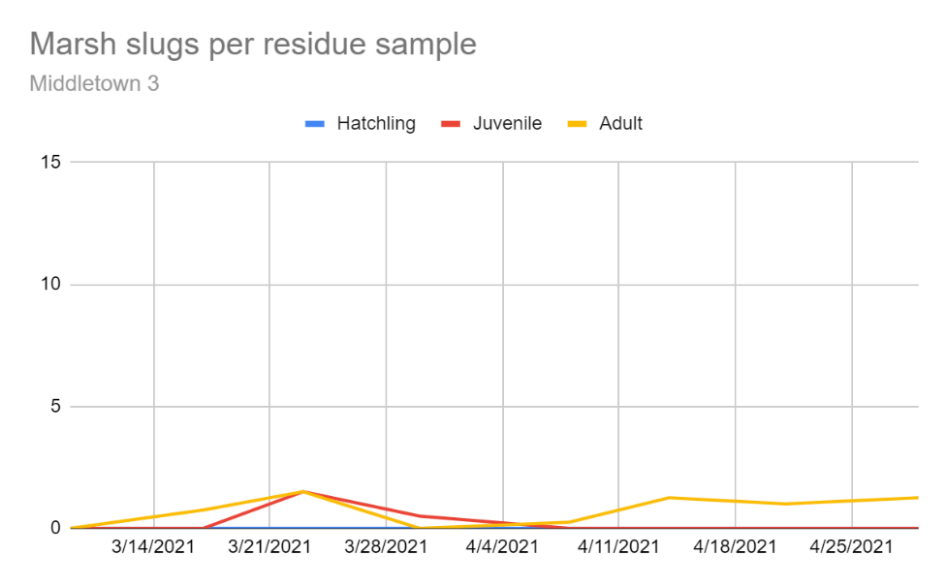 Marsh slugs per residue sample
Middletown 3
Hatchling Juvenile Adult
15
10
5
0
3/14/2021 3/21/2021 3/28/2021 4/4/2021 4/11/2021 4/18/2021 4/25/2021